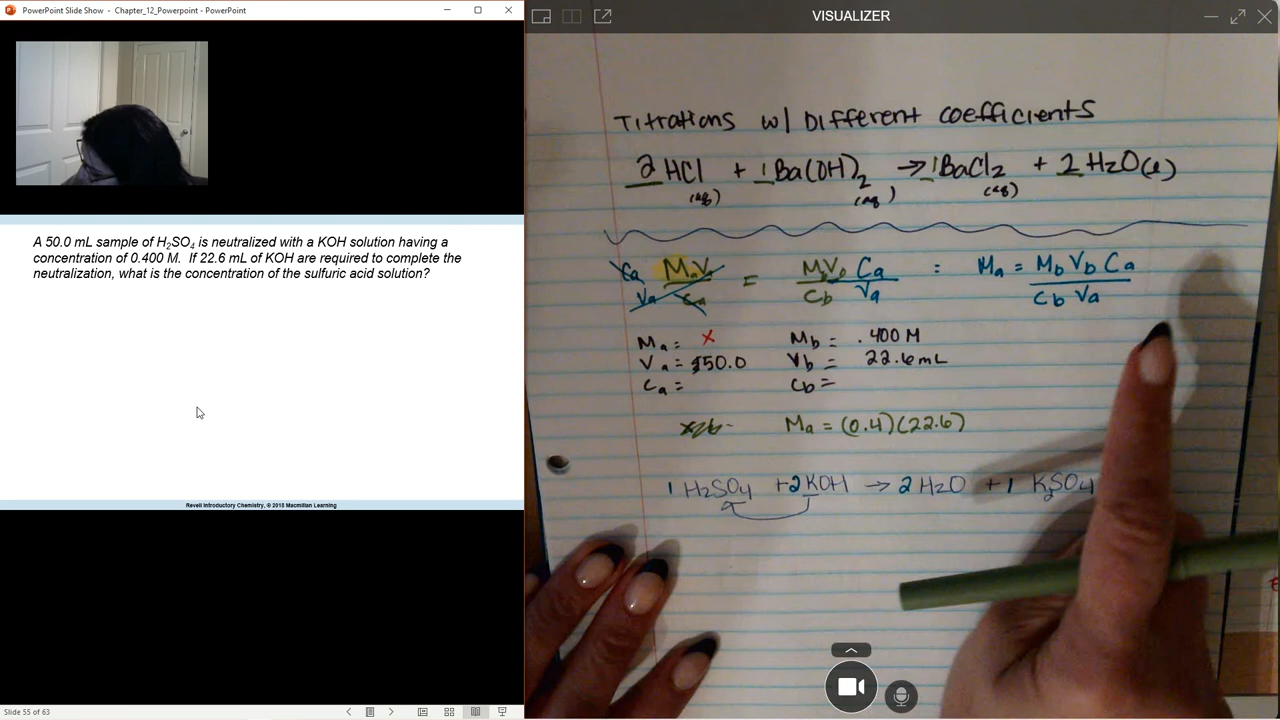 PowerPoint Slide Show - Chapter_12_Powerpoint - PowerPoint
A 50.0 mL sample of H₂SO₄ is neutralized with a KOH solution having a
concentration of 0.400 M. If 22.6 mL of KOH are required to complete the
neutralization, what is the concentration of the sulfuric acid solution?
Revell Introductory Chemistry, © 2018 Macmillan Learning
Slide 55 of 63
VISUALIZER
Titrations w/ Different coefficients
2 HCl + 1 Ba(OH)₂ → 1 BaCl₂ + 2 H₂O(l)
(aq) (aq) (aq)
Ca MaVa = MbVb Ca : Ma = Mb Vb Ca
Va Ca Cb Va Cb Va
Ma = x Mb = .400 M
Va = 50.0 Vb = 22.6 mL
Ca = Cb =
Ma = (0.4)(22.6)
1 H₂SO₄ + 2 KOH → 2 H₂O + 1 K₂SO₄